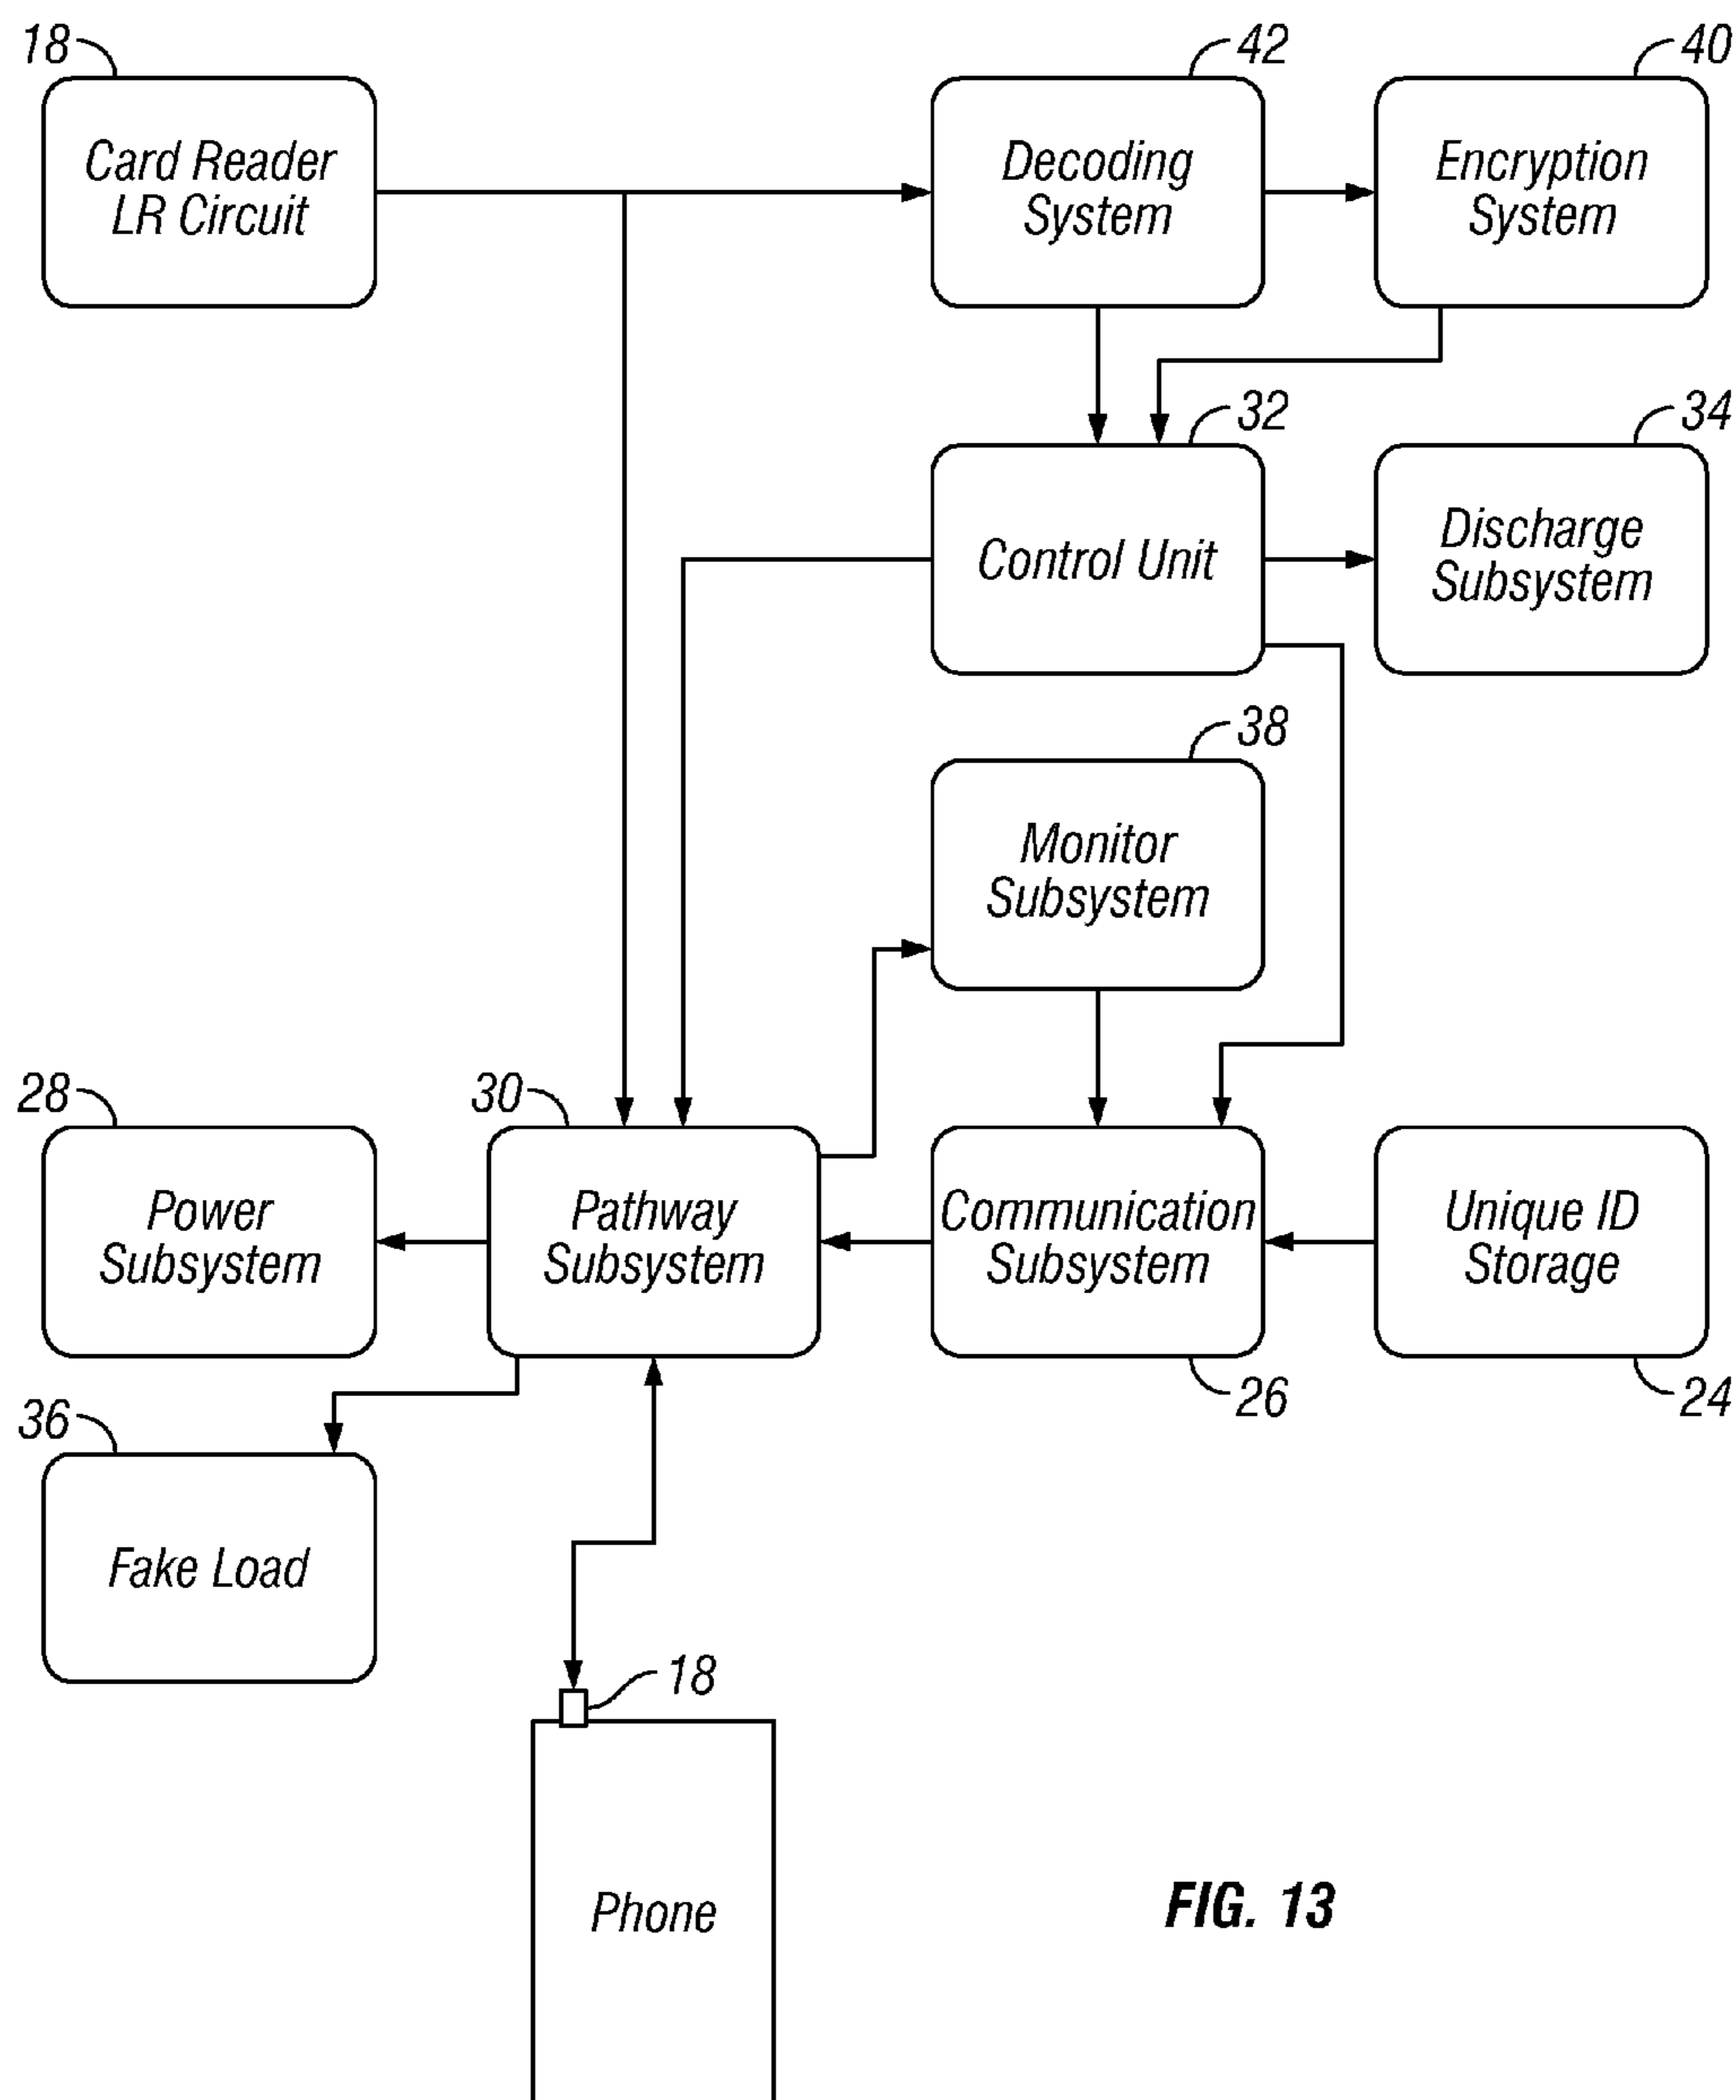 18
42
40
Card Reader
LR Circuit
Decoding
System
Encryption
System
32
34
Control Unit
Discharge
Subsystem
38
Monitor
Subsystem
28
30
Power
Subsystem
Pathway
Subsystem
Communication
Subsystem
Unique ID
Storage
26
24
36
Fake Load
18
Phone
FIG. 13